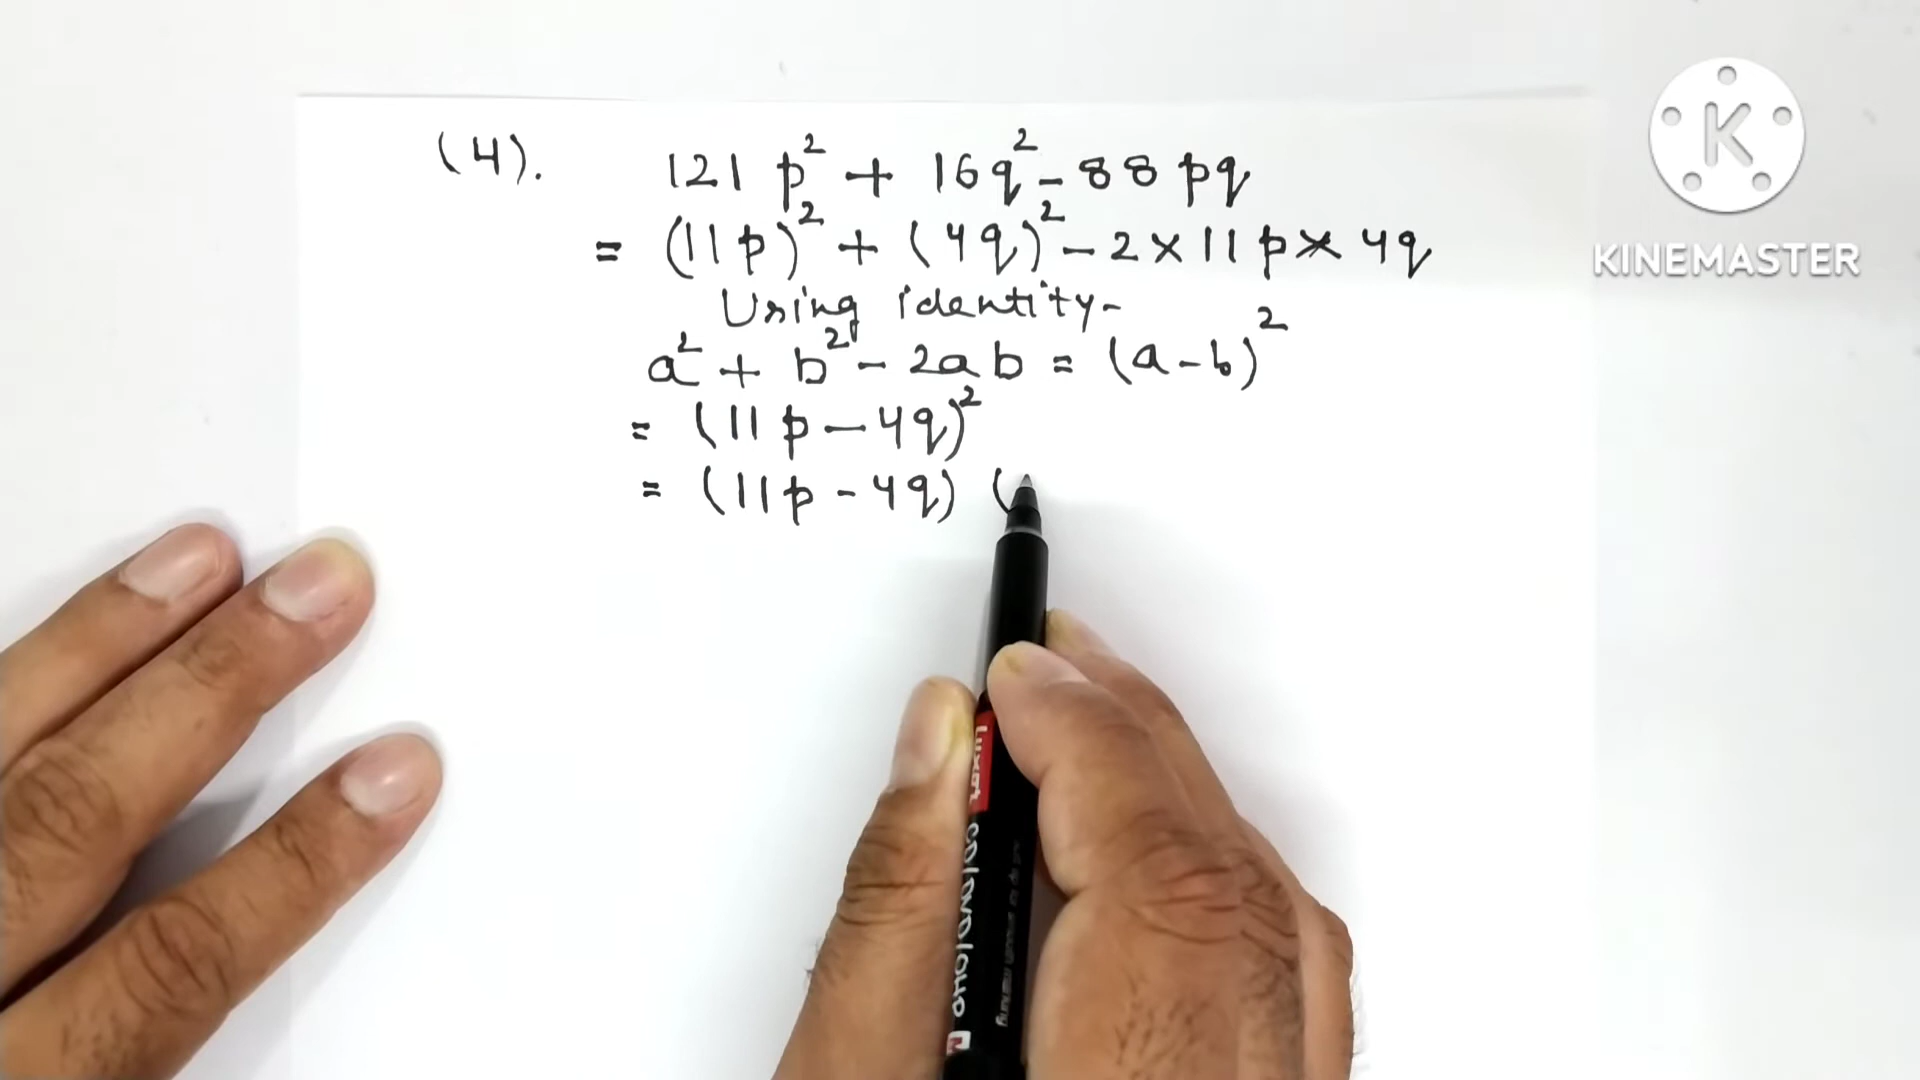 (4). 121 p² + 16q² - 88 pq
= (11p)² + (4q)² - 2 × 11p × 4q
Using identity-
a² + b² - 2ab = (a-b)²
= (11p - 4q)²
= (11p - 4q) (
K
KINEMASTER
Luxor